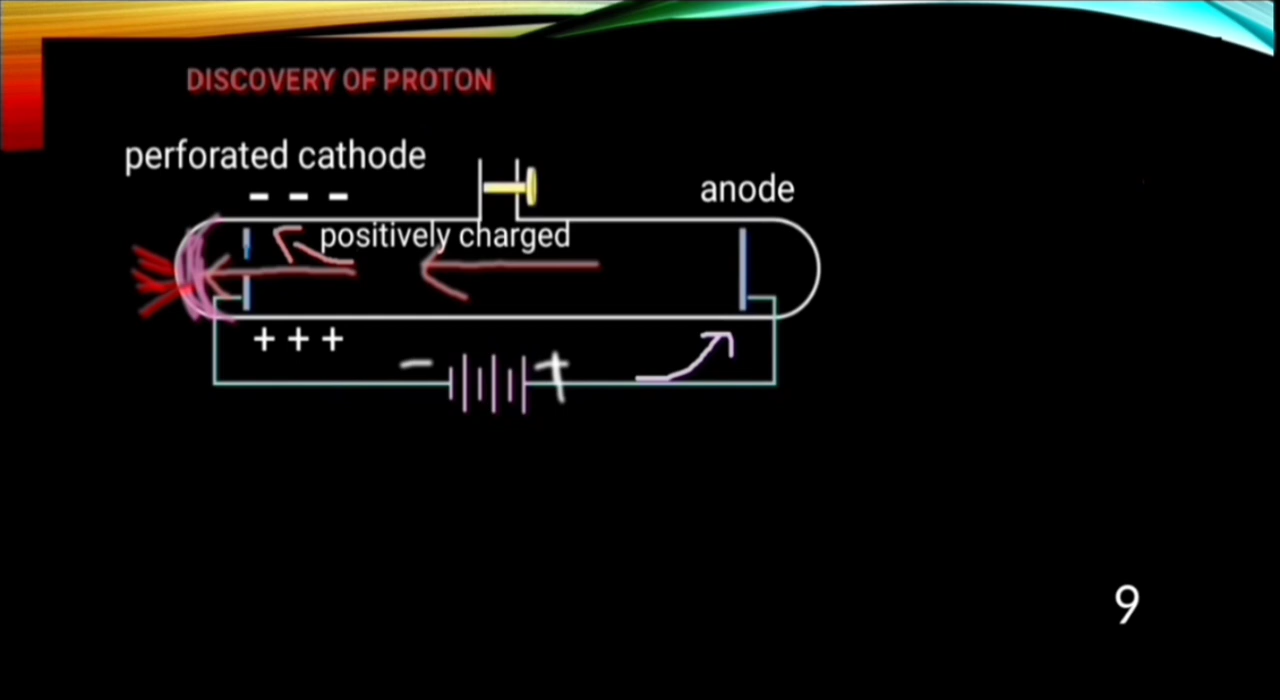 DISCOVERY OF PROTON
perforated cathode
- - -
anode
positively charged
+ + +
- +
9